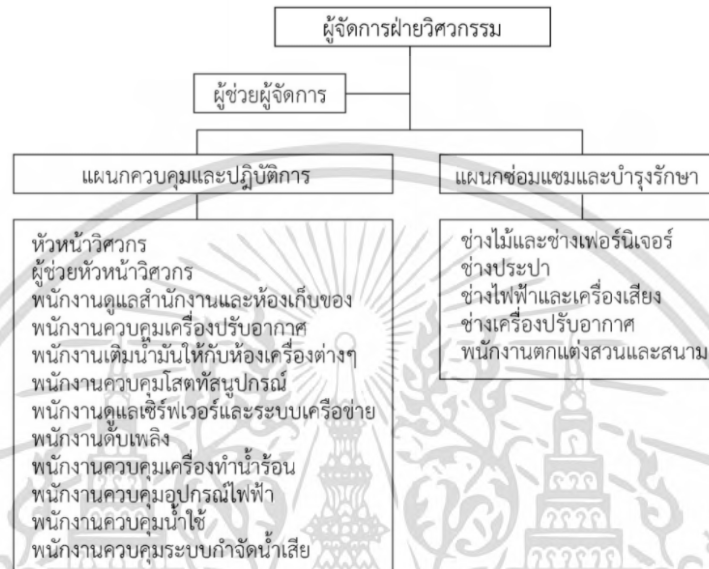 ผู้จัดการฝ่ายวิศวกรรม
ผู้ช่วยผู้จัดการ
แผนกควบคุมและปฏิบัติการ
หัวหน้าวิศวกร
ผู้ช่วยหัวหน้าวิศวกร
พนักงานดูแลสำนักงานและห้องเก็บของ
พนักงานควบคุมเครื่องปรับอากาศ
พนักงานเติมน้ำมันให้กับห้องเครื่องต่างๆ
พนักงานควบคุมโสตทัสนูปกรณ์
พนักงานดูแลเซิร์ฟเวอร์และระบบเครือข่าย
พนักงานดับเพลิง
พนักงานควบคุมเครื่องทำน้ำร้อน
พนักงานควบคุมอุปกรณ์ไฟฟ้า
พนักงานควบคุมน้ำใช้
พนักงานควบคุมระบบกำจัดน้ำเสีย
แผนกซ่อมแซมและบำรุงรักษา
ช่างไม้และช่างเฟอร์นิเจอร์
ช่างประปา
ช่างไฟฟ้าและเครื่องเสียง
ช่างเครื่องปรับอากาศ
พนักงานตกแต่งสวนและสนาม